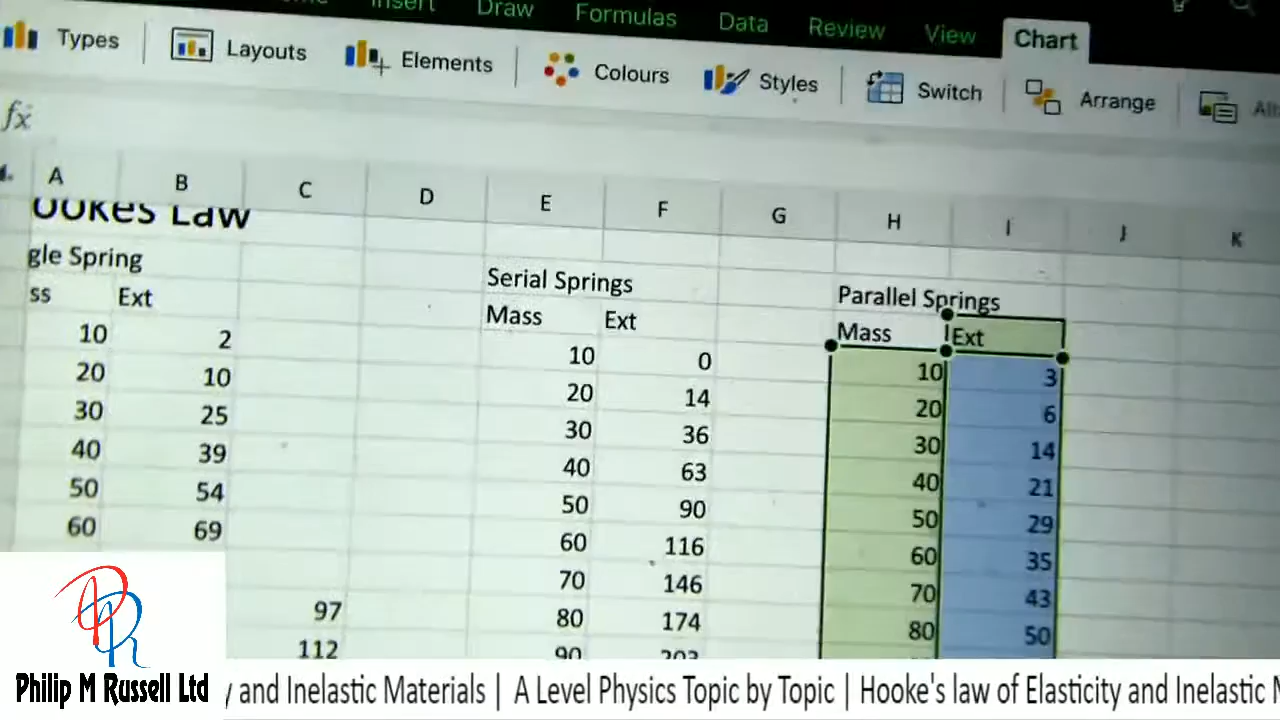 Insert Draw Formulas Data Review View Chart
Types Layouts Elements Colours Styles Switch Arrange
fx
A B C D E F G H I J K
ookes Law
gle Spring Serial Springs Parallel Springs
ss Ext Mass Ext Mass Ext
10 2 10 0 10 3
20 10 20 14 20 6
30 25 30 36 30 14
40 39 40 63 40 21
50 54 50 90 50 29
60 69 60 116 60 35
70 146 70 43
97 80 174 80 50
112 90 203
Philip M Russell Ltd
y and Inelastic Materials | A Level Physics Topic by Topic | Hooke's law of Elasticity and Inelastic